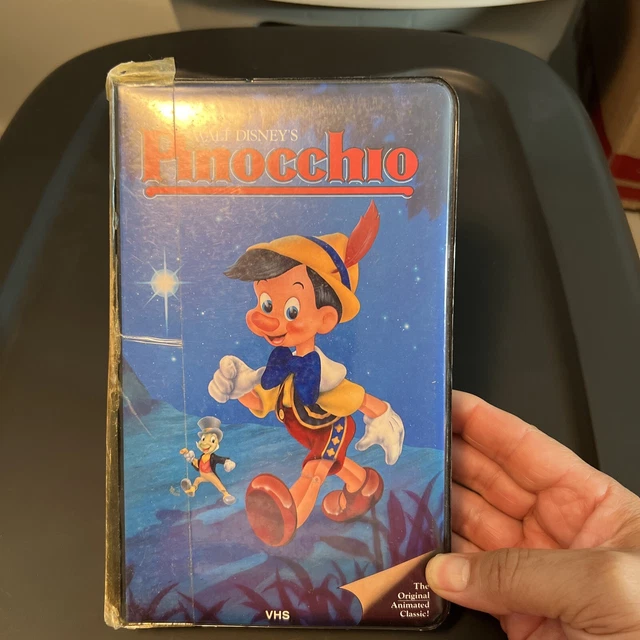 WALT DISNEY'S
Pinocchio
The
Original
Animated
Classic!
VHS